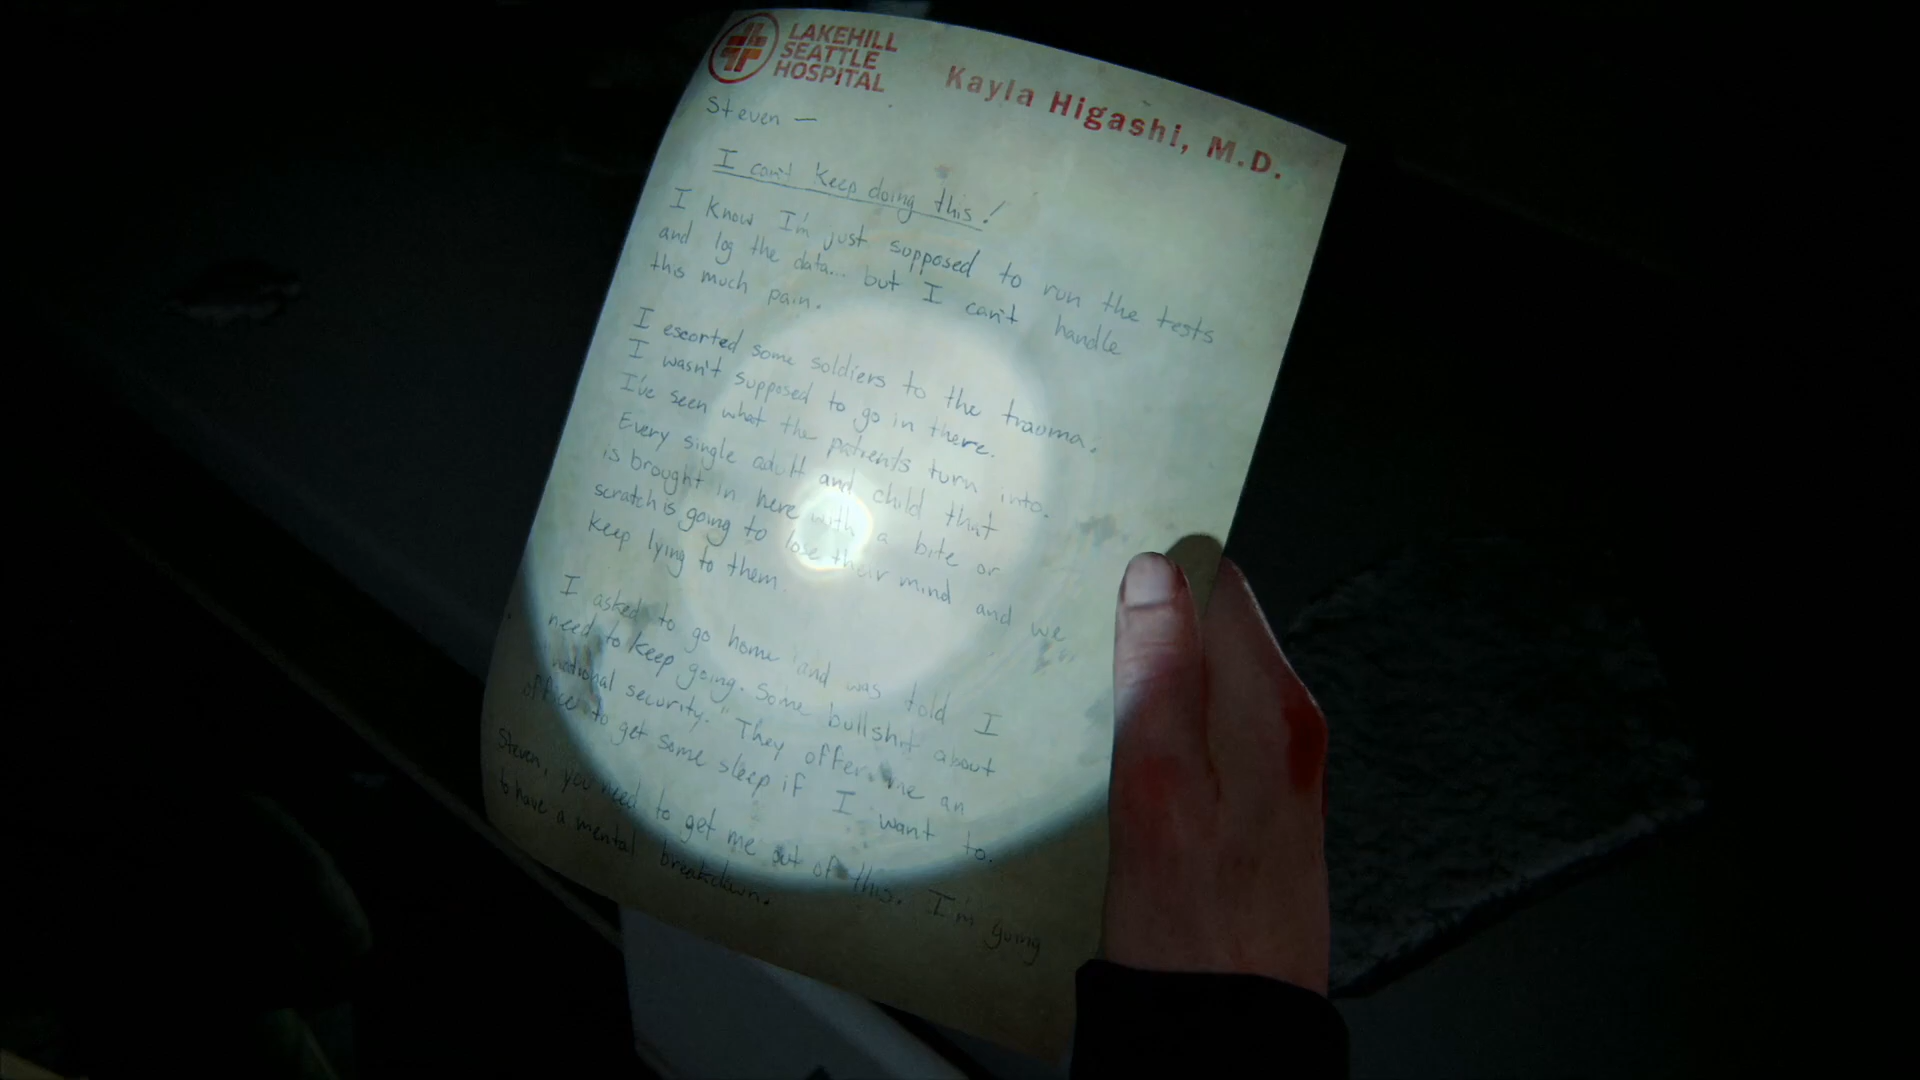 LAKEHILL
SEATTLE
HOSPITAL
Kayla Higashi, M.D.
Steven —
I can't keep doing this!
I know I'm just supposed to run the tests
and log the data... but I can't handle
this much pain.
I escorted some soldiers to the trauma.
I wasn't supposed to go in there.
I've seen what the patients turn into.
Every single adult and child that
is brought in here with a bite or
scratch is going to lose their mind and we
keep lying to them.
I asked to go home and was told I
need to keep going. Some bullshit about
"national security." They offer me an
office to get some sleep if I want to.
Steven, you need to get me out of this. I'm going
to have a mental breakdown.